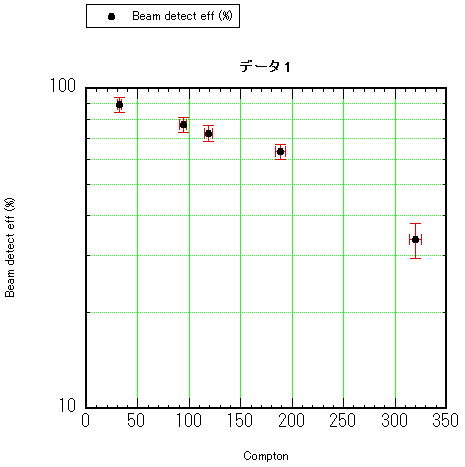 Beam detect eff (%)
データ1
100
Beam detect eff (%)
10
0 50 100 150 200 250 300 350
Compton